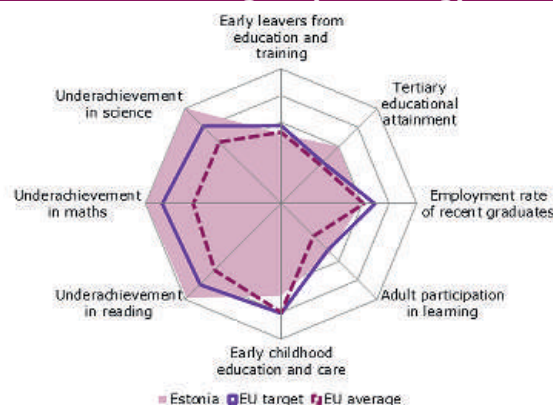 Early leavers from
education and
training
Tertiary
educational
attainment
Employment rate
of recent graduates
Adult participation
in learning
Early childhood
education and care
Underachievement
in reading
Underachievement
in maths
Underachievement
in science
Estonia EU target EU average